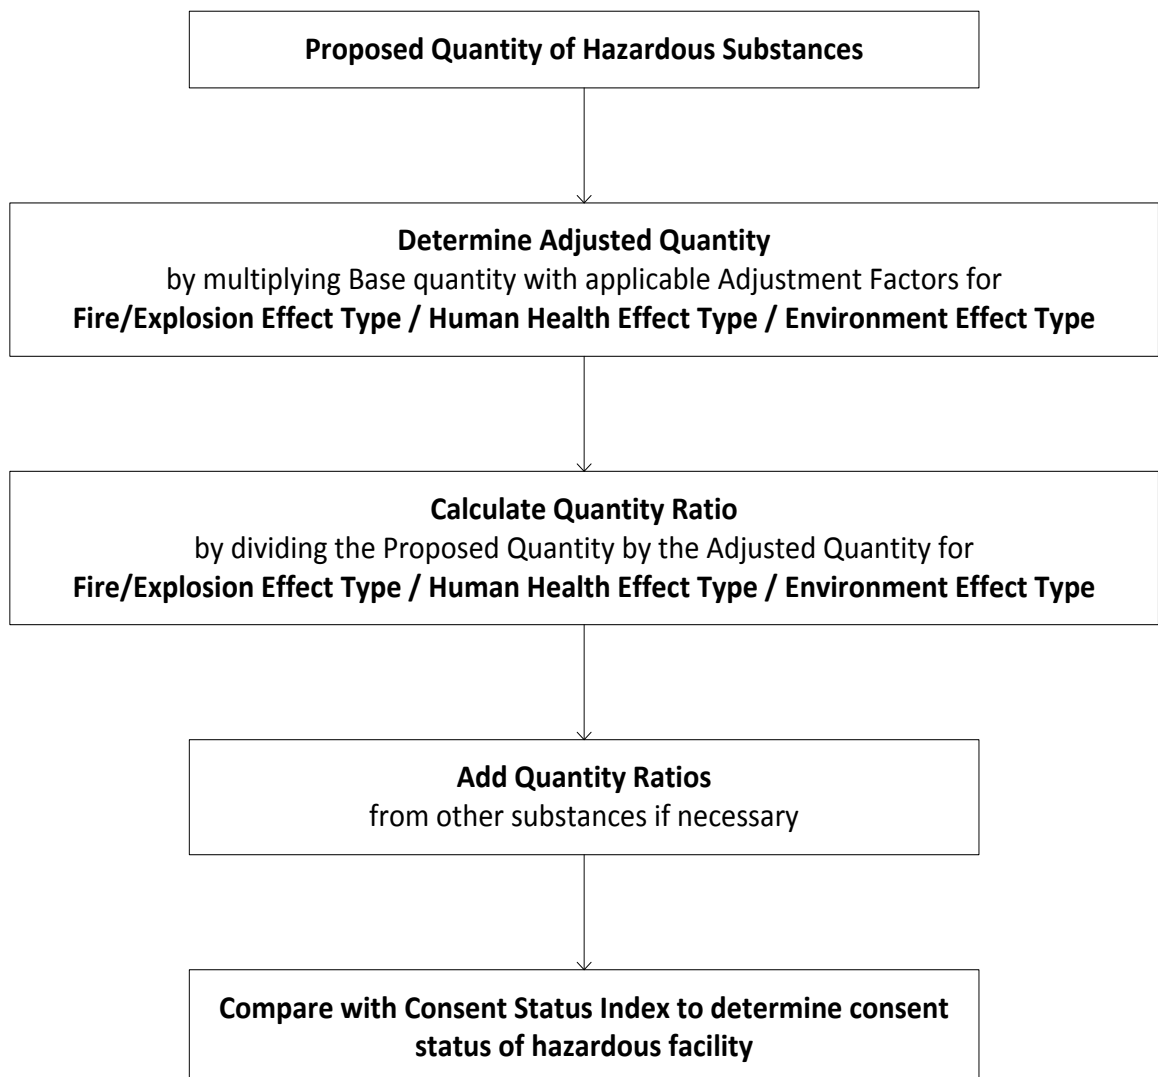 Proposed Quantity of Hazardous Substances
Determine Adjusted Quantity
by multiplying Base quantity with applicable Adjustment Factors for
Fire/Explosion Effect Type / Human Health Effect Type / Environment Effect Type
Calculate Quantity Ratio
by dividing the Proposed Quantity by the Adjusted Quantity for
Fire/Explosion Effect Type / Human Health Effect Type / Environment Effect Type
Add Quantity Ratios
from other substances if necessary
Compare with Consent Status Index to determine consent
status of hazardous facility